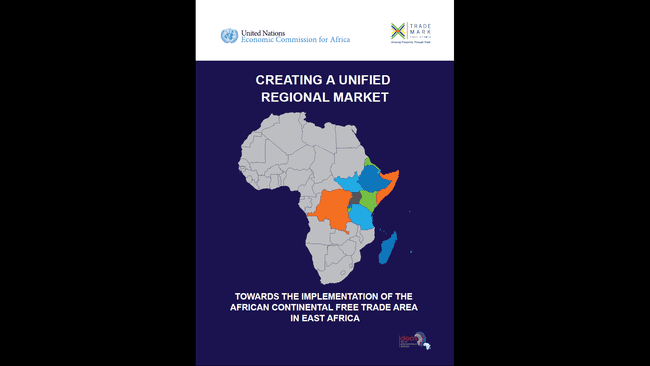 United Nations
Economic Commission for Africa
TRADE
MARK
CREATING A UNIFIED
REGIONAL MARKET
TOWARDS THE IMPLEMENTATION OF THE
AFRICAN CONTINENTAL FREE TRADE AREA
IN EAST AFRICA